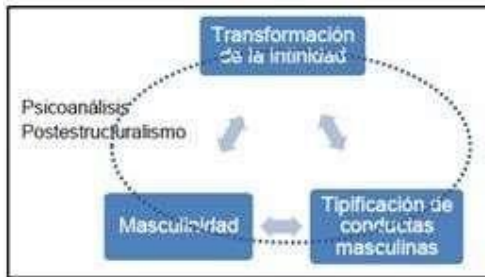 Transformación
de la intimidad
Psicoanálisis
Postestructuralismo
Masculinidad
Tipificación de
conductas
masculinas